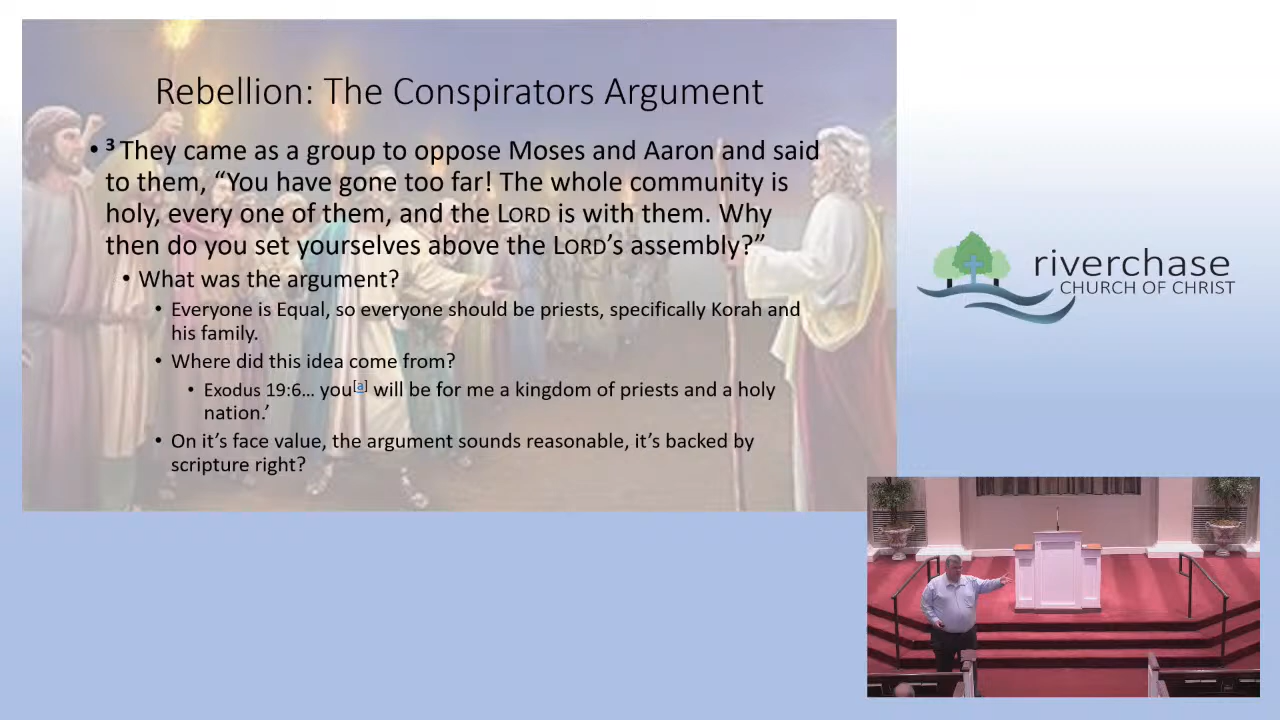 Rebellion: The Conspirators Argument
• ³ They came as a group to oppose Moses and Aaron and said
to them, “You have gone too far! The whole community is
holy, every one of them, and the LORD is with them. Why
then do you set yourselves above the LORD’s assembly?”
• What was the argument?
• Everyone is Equal, so everyone should be priests, specifically Korah and
his family.
• Where did this idea come from?
• Exodus 19:6… you[a] will be for me a kingdom of priests and a holy
nation.’
• On it’s face value, the argument sounds reasonable, it’s backed by
scripture right?
riverchase
CHURCH OF CHRIST